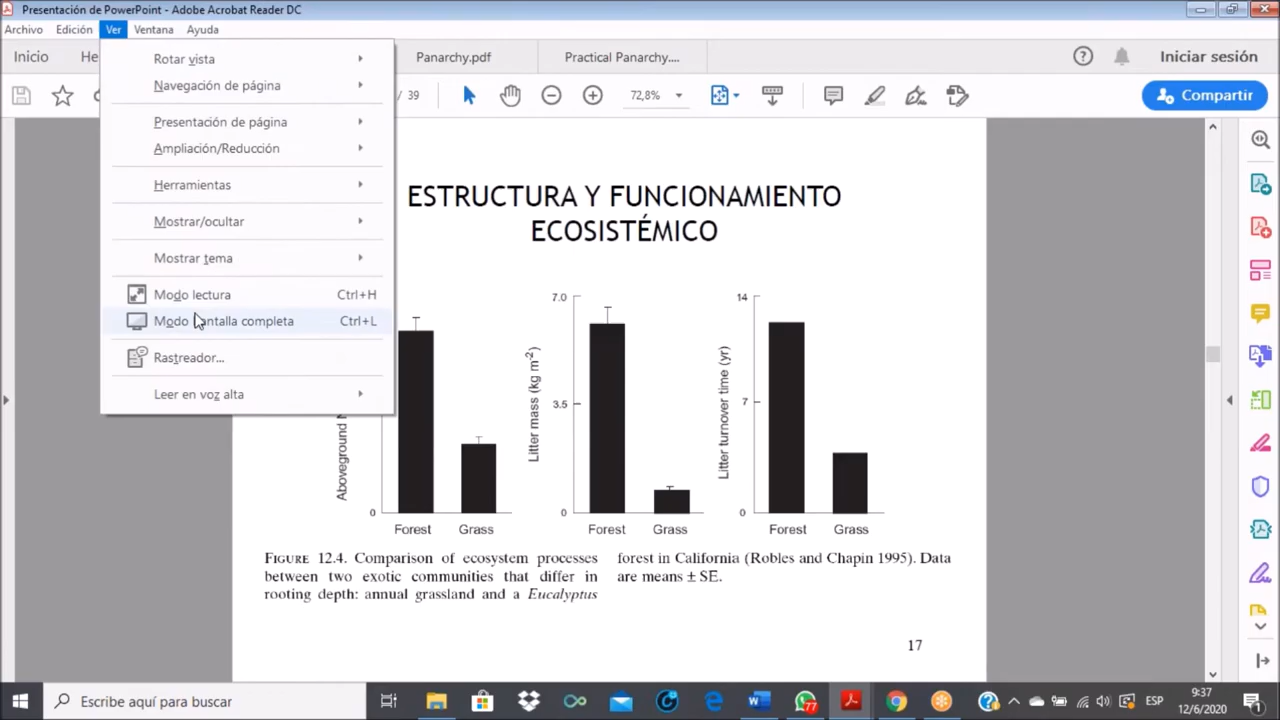 Presentación de PowerPoint - Adobe Acrobat Reader DC
Archivo Edición Ver Ventana Ayuda
Inicio He Panarchy.pdf Practical Panarchy.... Iniciar sesión
/ 39 72,8% Compartir
Rotar vista
Navegación de página
Presentación de página
Ampliación/Reducción
Herramientas
Mostrar/ocultar
Mostrar tema
Modo lectura Ctrl+H
Modo pantalla completa Ctrl+L
Rastreador...
Leer en voz alta
ESTRUCTURA Y FUNCIONAMIENTO
ECOSISTÉMICO
Aboveground
0
Forest Grass
Litter mass (kg m-2)
7.0
3.5
0
Forest Grass
Litter turnover time (yr)
14
7
0
Forest Grass
FIGURE 12.4. Comparison of ecosystem processes
between two exotic communities that differ in
rooting depth: annual grassland and a Eucalyptus
forest in California (Robles and Chapin 1995). Data
are means ± SE.
17
Escribe aquí para buscar
77
ESP
9:37
12/6/2020
1